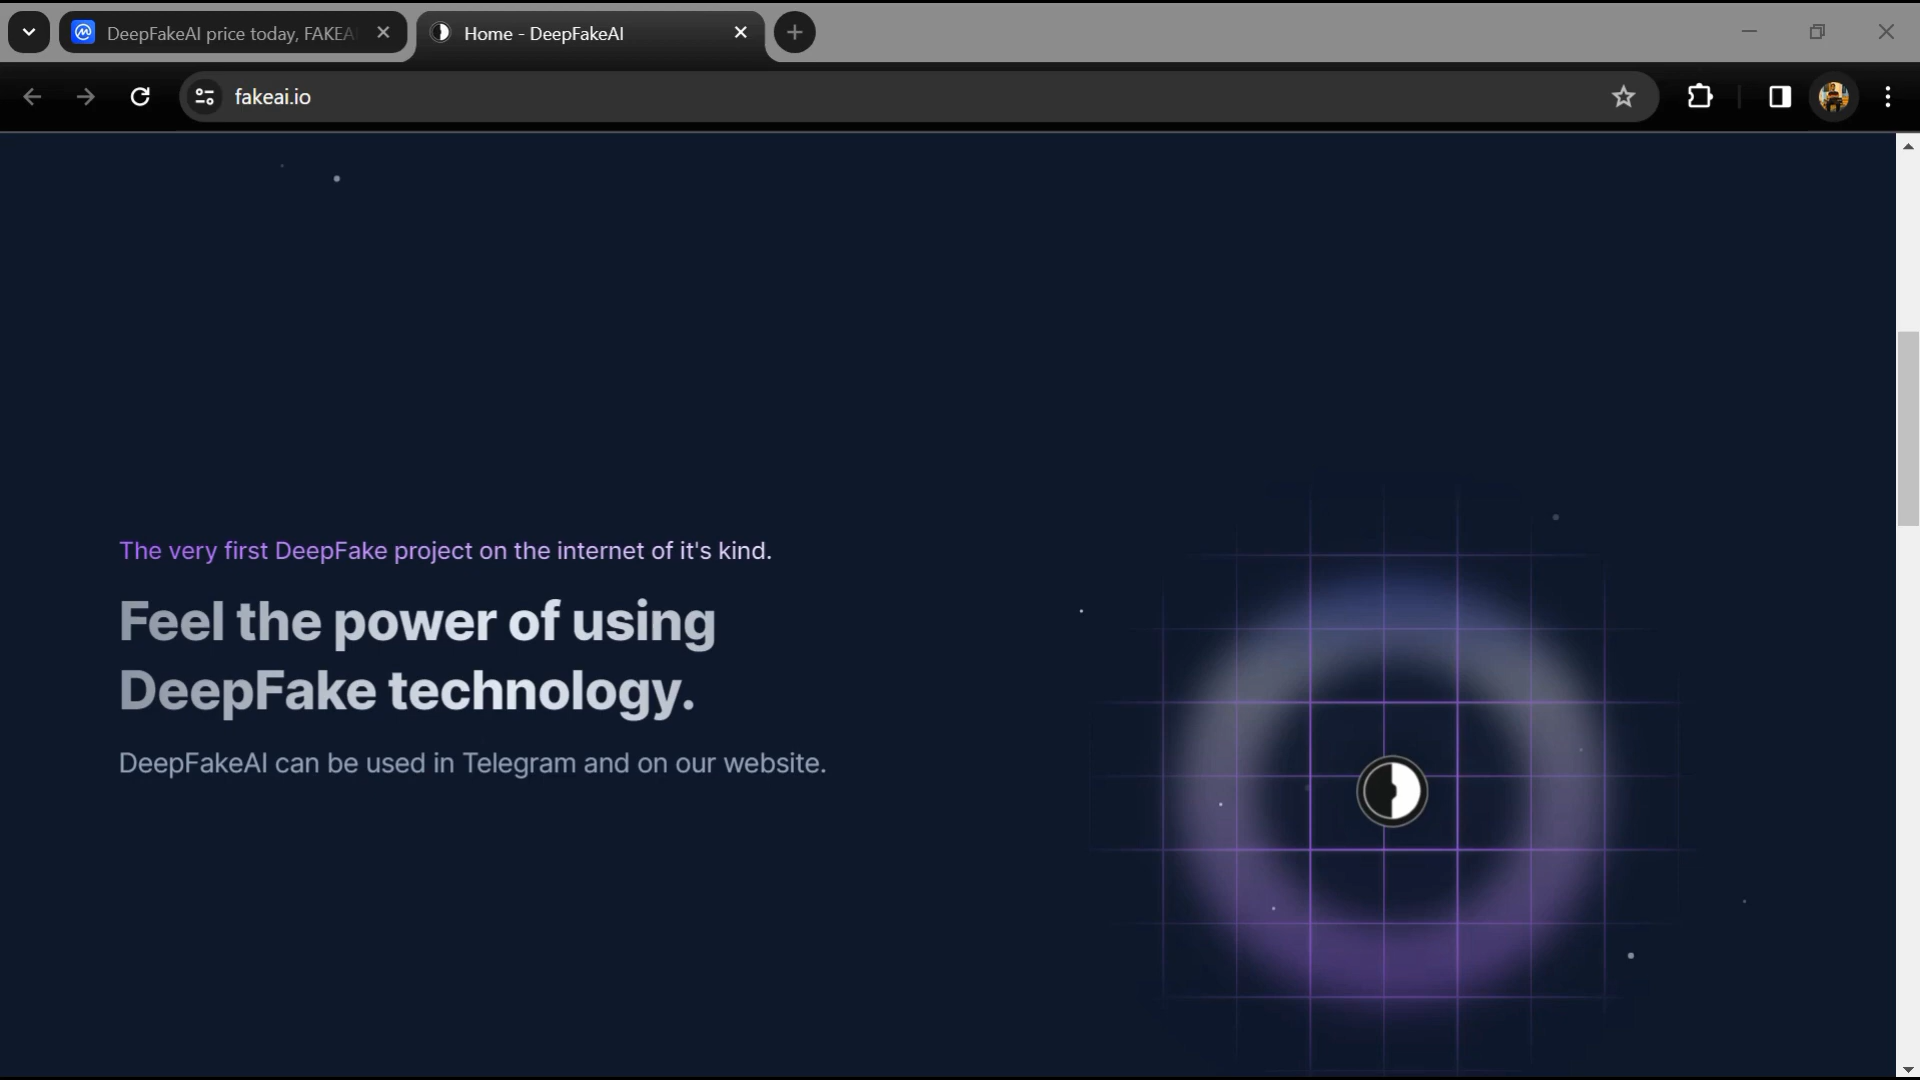 DeepFakeAI price today, FAKEA
Home - DeepFakeAI
fakeai.io
The very first DeepFake project on the internet of it's kind.
Feel the power of using
DeepFake technology.
DeepFakeAI can be used in Telegram and on our website.